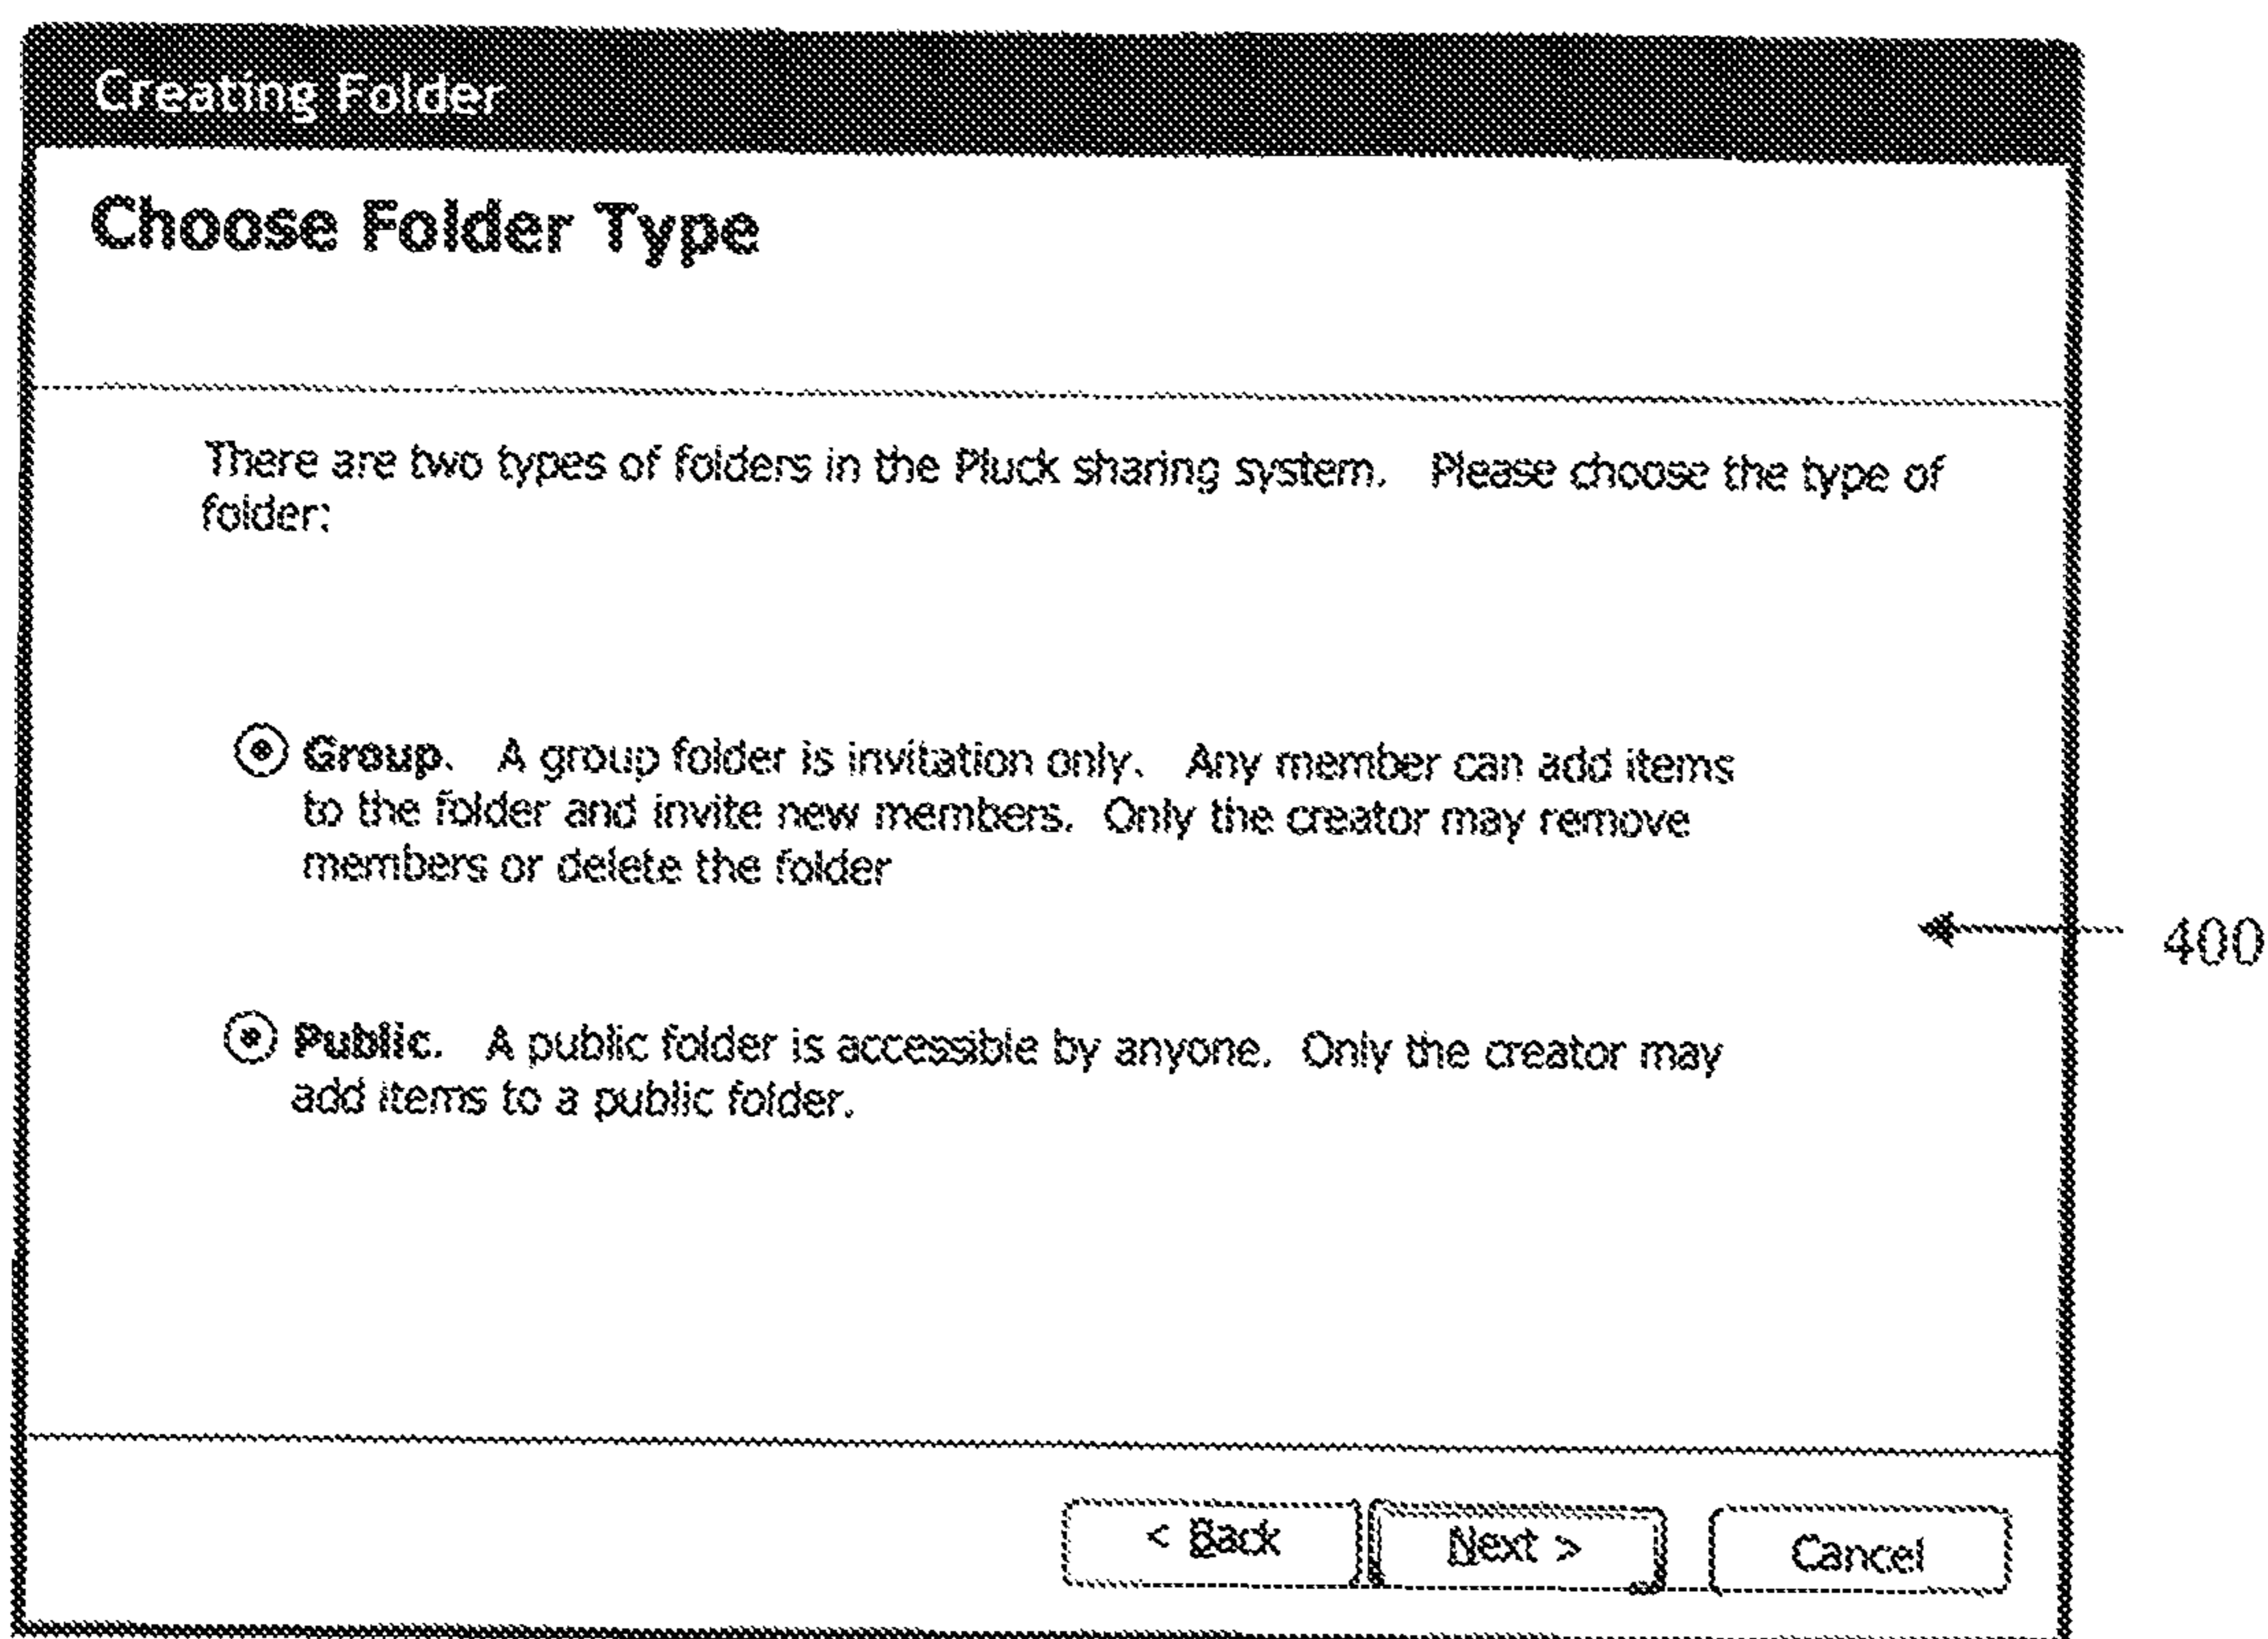 Creating Folder
Choose Folder Type
There are two types of folders in the Pluck sharing system. Please choose the type of
folder:
Group. A group folder is invitation only. Any member can add items
to the folder and invite new members. Only the creator may remove
members or delete the folder
400
Public. A public folder is accessible by anyone. Only the creator may
add items to a public folder.
< Back
Next >
Cancel